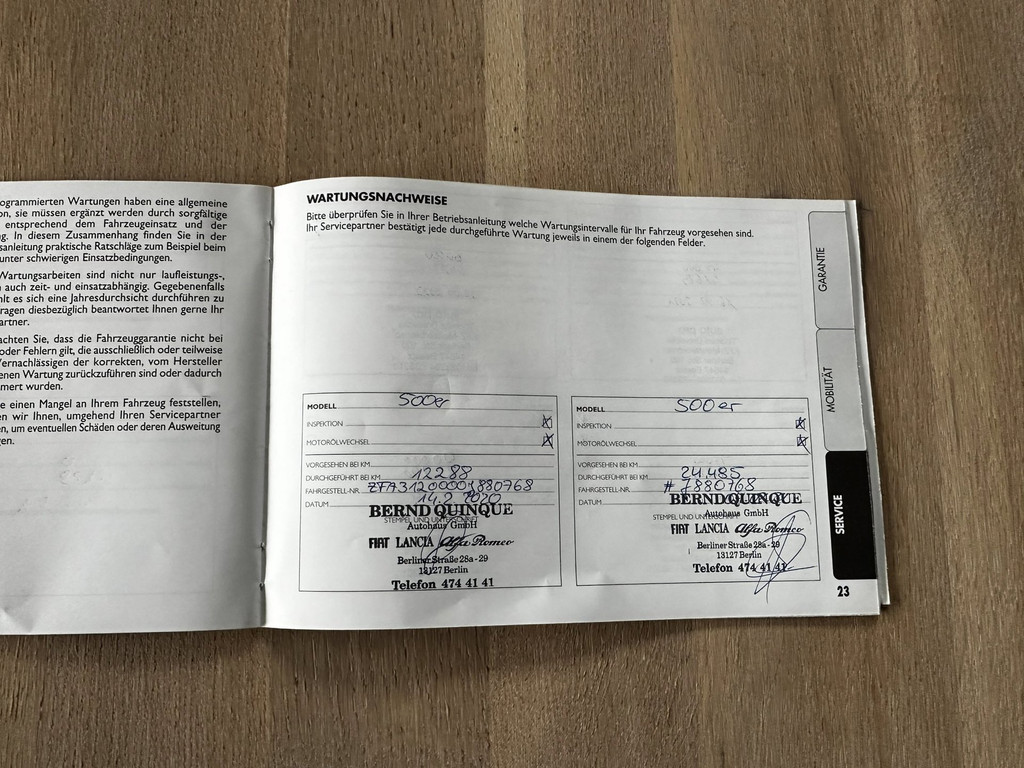 ogrammierten Wartungen haben eine allgemeine
on, sie müssen ergänzt werden durch sorgfältige
entsprechend dem Fahrzeugeinsatz und der
g. In diesem Zusammenhang finden Sie in der
sanleitung praktische Ratschläge zum Beispiel beim
unter schwierigen Einsatzbedingungen.
Wartungsarbeiten sind nicht nur laufleistungs-,
auch zeit- und einsatzabhängig. Gegebenenfalls
hlt es sich eine Jahresdurchsicht durchführen zu
ragen diesbezüglich beantwortet Ihnen gerne Ihr
artner.
achten Sie, dass die Fahrzeuggarantie nicht bei
oder Fehlern gilt, die ausschließlich oder teilweise
Vernachlässigen der korrekten, vom Hersteller
enen Wartung zurückzuführen sind oder dadurch
mert wurden.
e einen Mangel an Ihrem Fahrzeug feststellen,
en wir Ihnen, umgehend Ihren Servicepartner
n, um eventuellen Schäden oder deren Ausweitung
gen.
WARTUNGSNACHWEISE
Bitte überprüfen Sie in Ihrer Betriebsanleitung welche Wartungsintervalle für Ihr Fahrzeug vorgesehen sind.
Ihr Servicepartner bestätigt jede durchgeführte Wartung jeweils in einem der folgenden Felder.
MODELL 500er
INSPEKTION X
MOTORÖLWECHSEL X
VORGESEHEN BEI KM
DURCHGEFÜHRT BEI KM 12288
FAHRGESTELL-NR. ZFA3120000J880768
DATUM 14.2.2020
STEMPEL UND UNTERSCHRIFT
BERND QUINQUE
Autohaus GmbH
FIAT LANCIA Alfa Romeo
Berliner Straße 28a - 29
13127 Berlin
Telefon 474 41 41
MODELL 500er
INSPEKTION X
MOTORÖLWECHSEL X
VORGESEHEN BEI KM
DURCHGEFÜHRT BEI KM 24.485
FAHRGESTELL-NR. # J880768
DATUM
STEMPEL UND UNTERSCHRIFT
BERND QUINQUE
Autohaus GmbH
FIAT LANCIA Alfa Romeo
Berliner Straße 28a - 29
13127 Berlin
Telefon 474 41 41
GARANTIE
MOBILITÄT
SERVICE
23